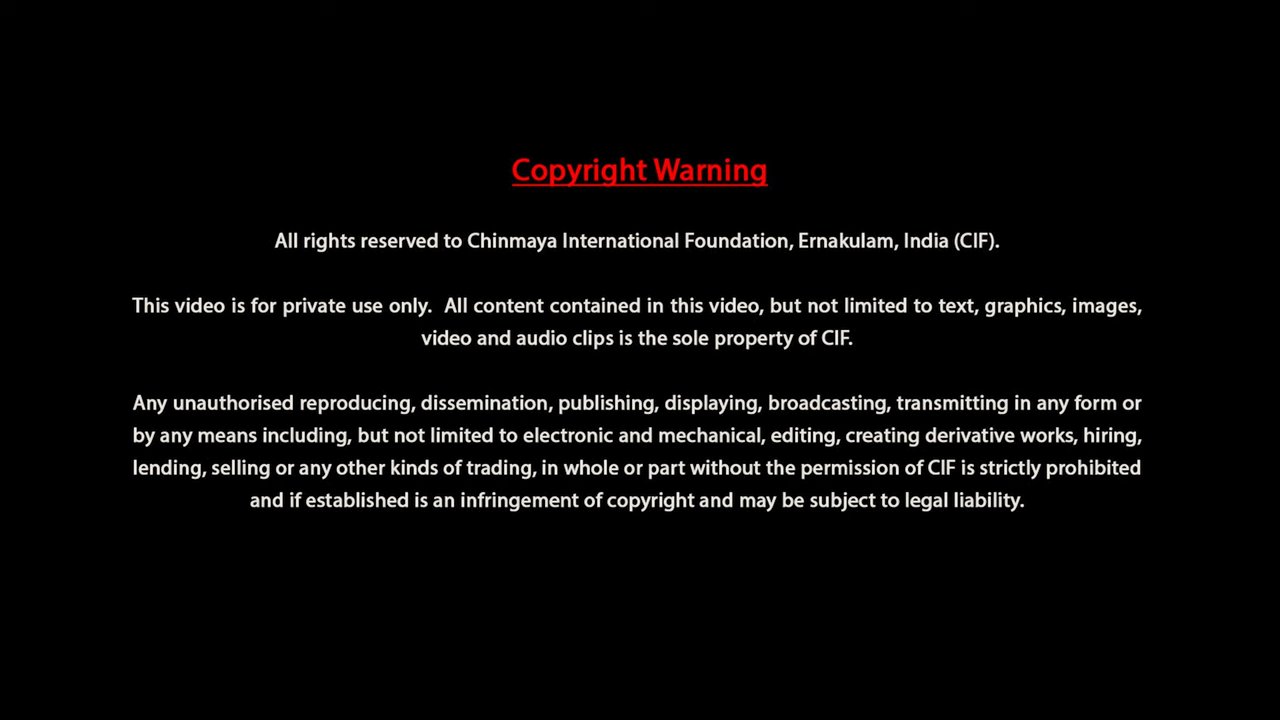 Copyright Warning
All rights reserved to Chinmaya International Foundation, Ernakulam, India (CIF).
This video is for private use only.  All content contained in this video, but not limited to text, graphics, images,
video and audio clips is the sole property of CIF.
Any unauthorised reproducing, dissemination, publishing, displaying, broadcasting, transmitting in any form or
by any means including, but not limited to electronic and mechanical, editing, creating derivative works, hiring,
lending, selling or any other kinds of trading, in whole or part without the permission of CIF is strictly prohibited
and if established is an infringement of copyright and may be subject to legal liability.